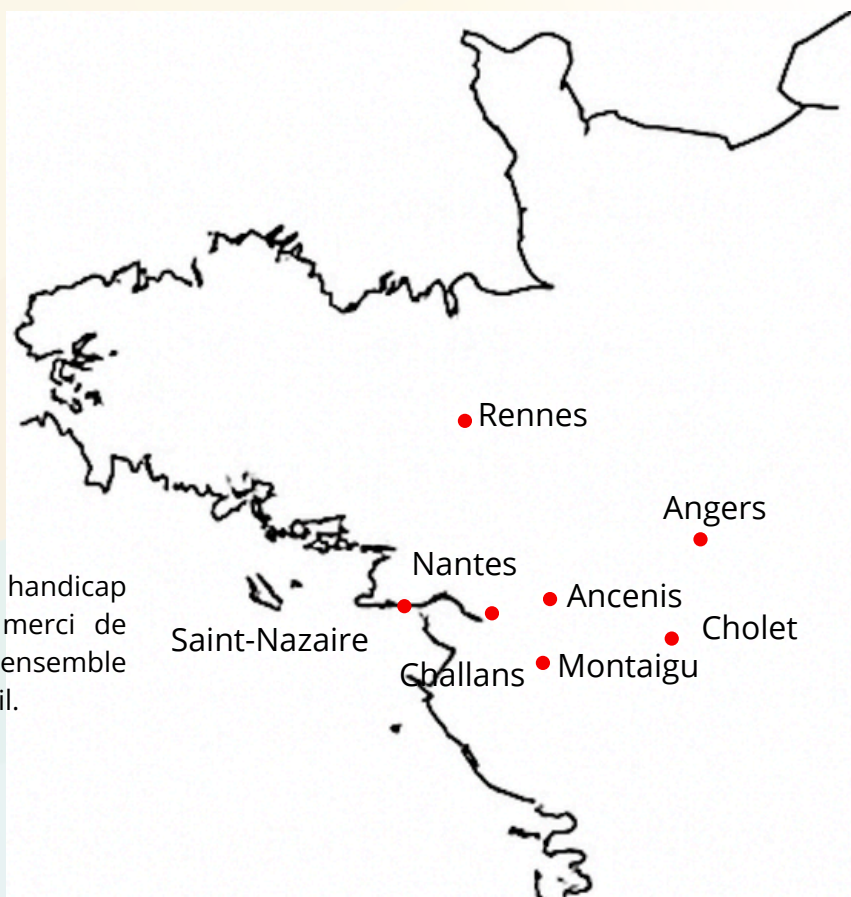 Rennes
Angers
Nantes
handicap
Ancenis
merci de
Cholet
Saint-Nazaire
ensemble
Challans
Montaigu
il.